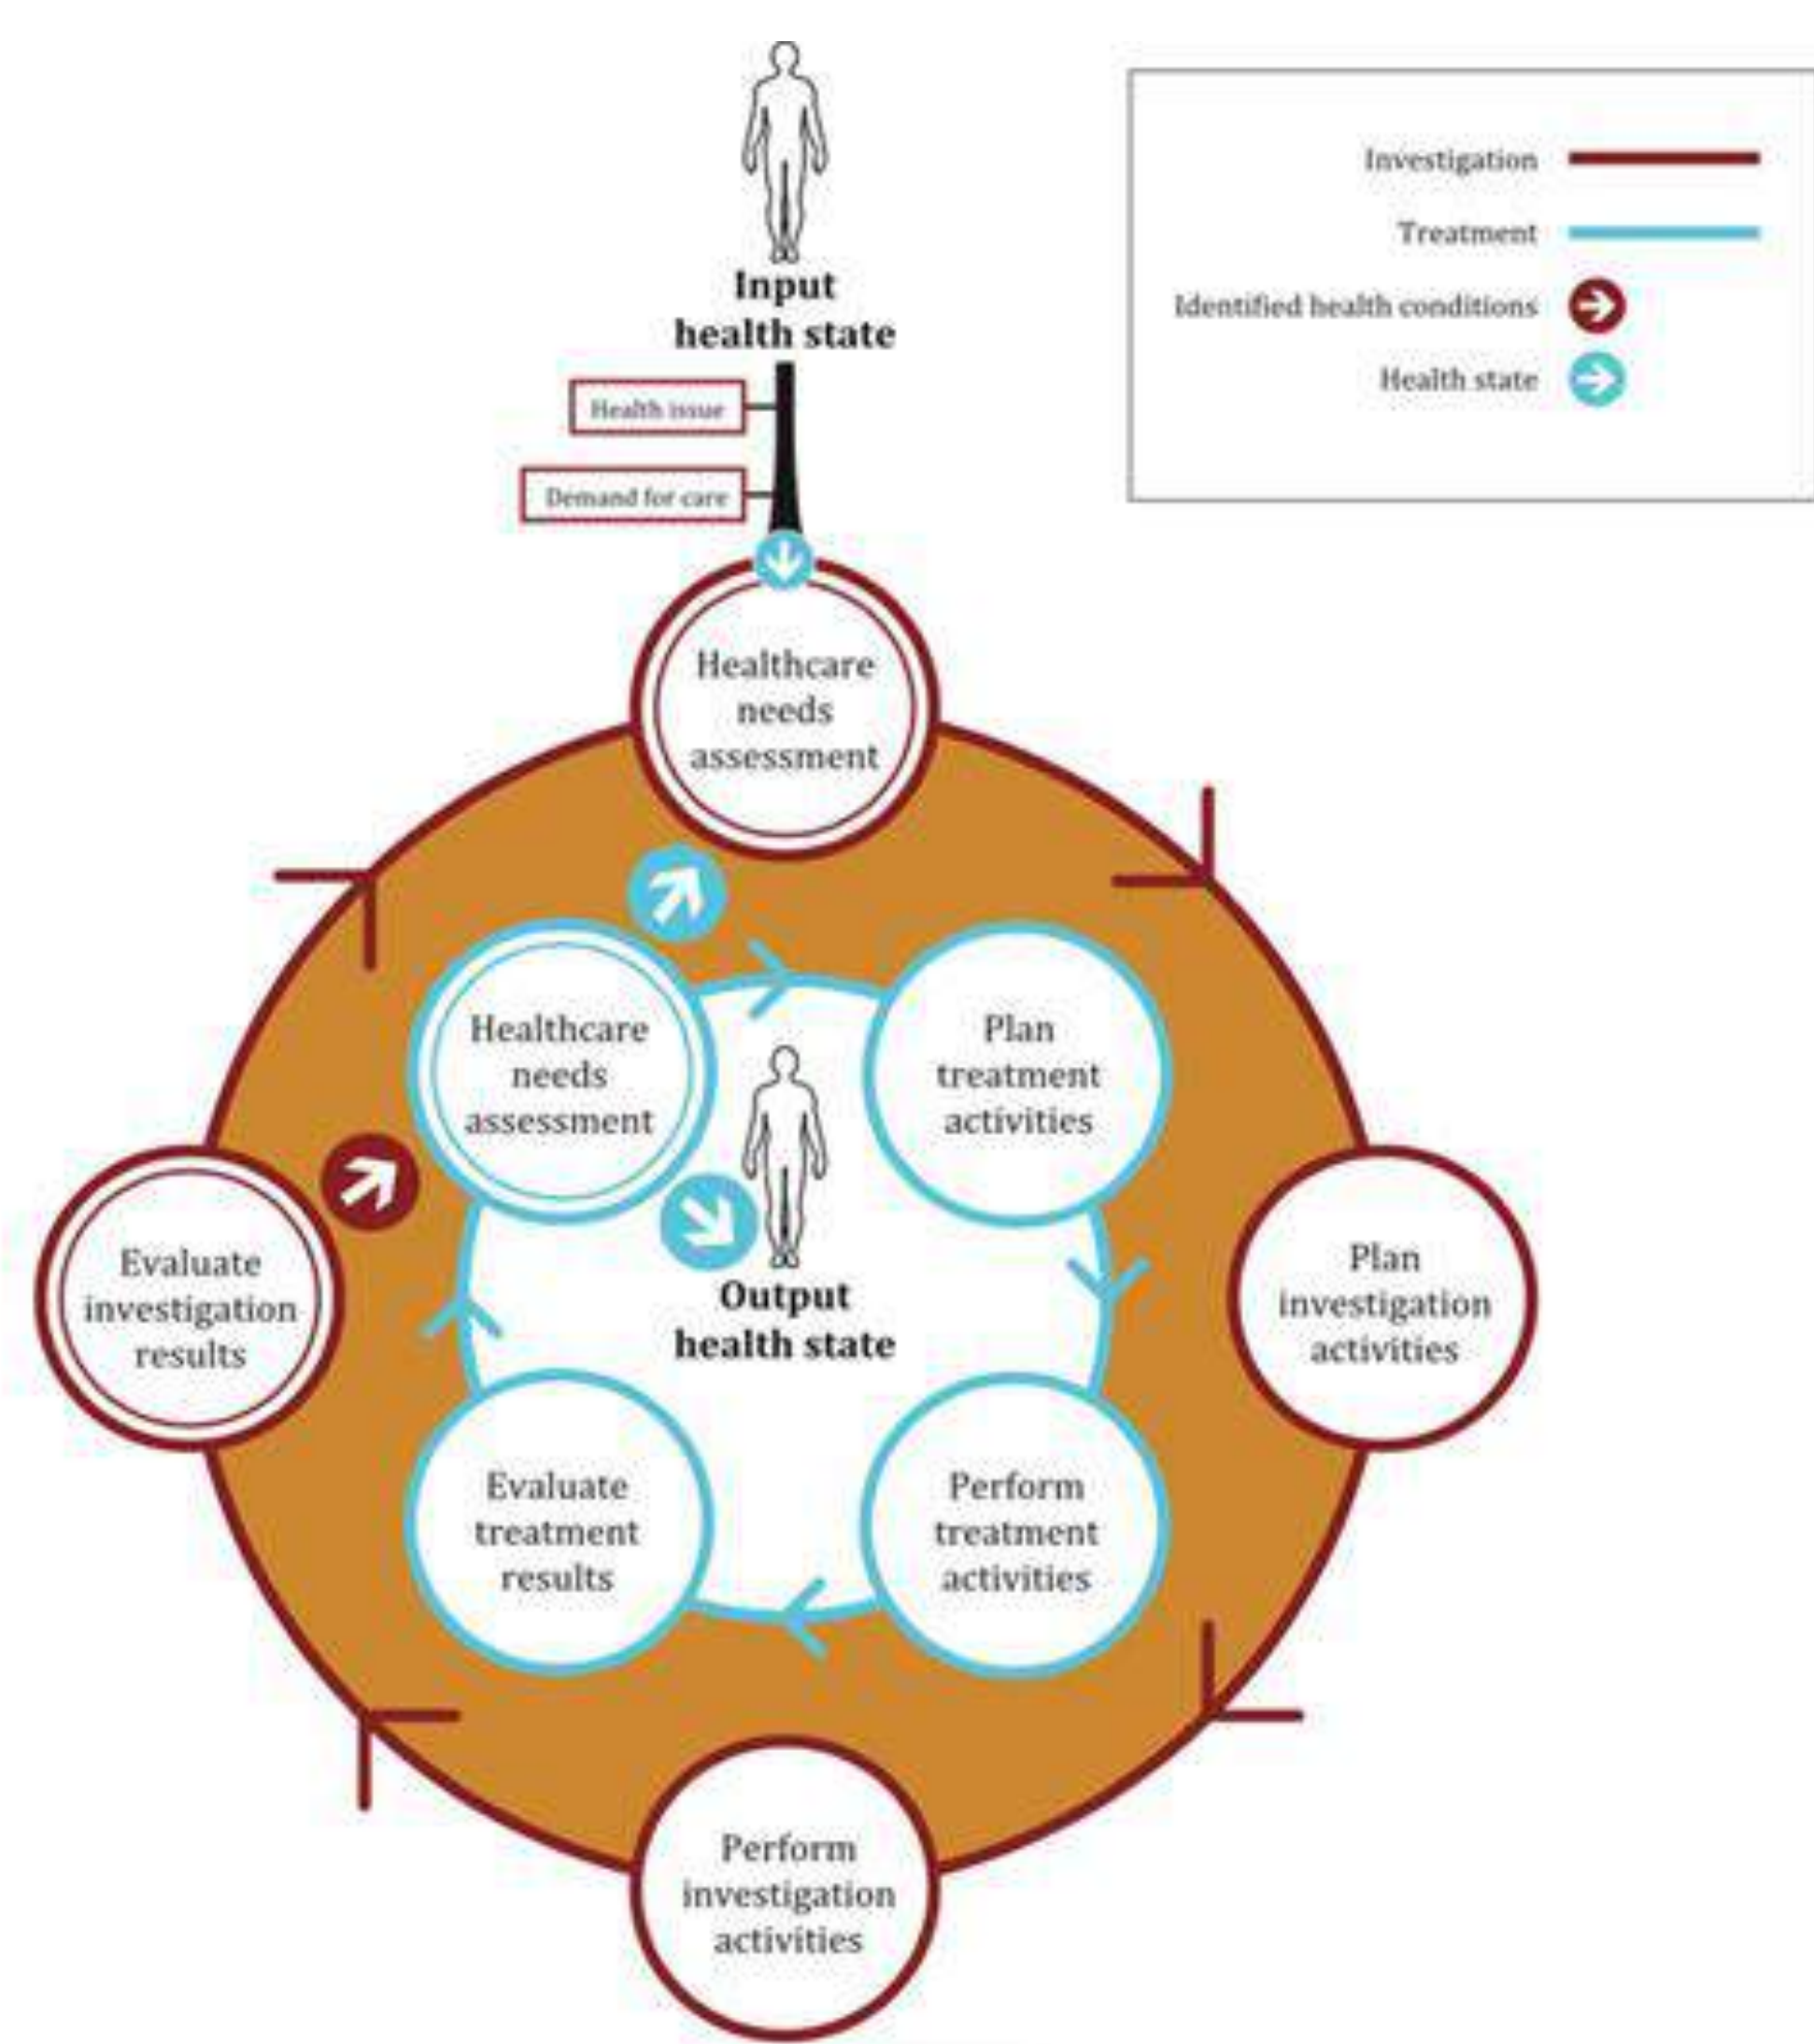 Input
health state
Health issue
Demand for care
Investigation
Treatment
Identified health conditions
Health state
Healthcare
needs
assessment
Healthcare
needs
assessment
Plan
treatment
activities
Output
health state
Evaluate
investigation
results
Plan
investigation
activities
Evaluate
treatment
results
Perform
treatment
activities
Perform
investigation
activities